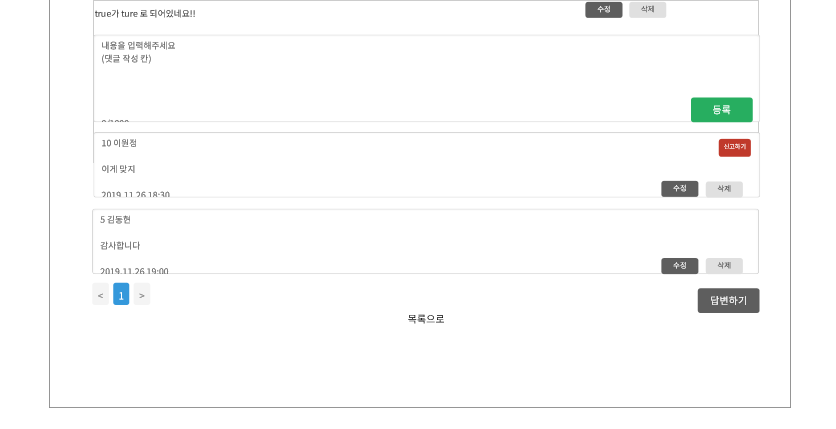 true가 ture 로 되어있네요!!
수정 삭제
내용을 입력해주세요
(댓글 작성 칸)
등록
0/1000
10 이원정
신고하기
이게 맞지
2019.11.26 18:30
수정 삭제
5 김동현
감사합니다
2019.11.26 19:00
수정 삭제
< 1 >
답변하기
목록으로